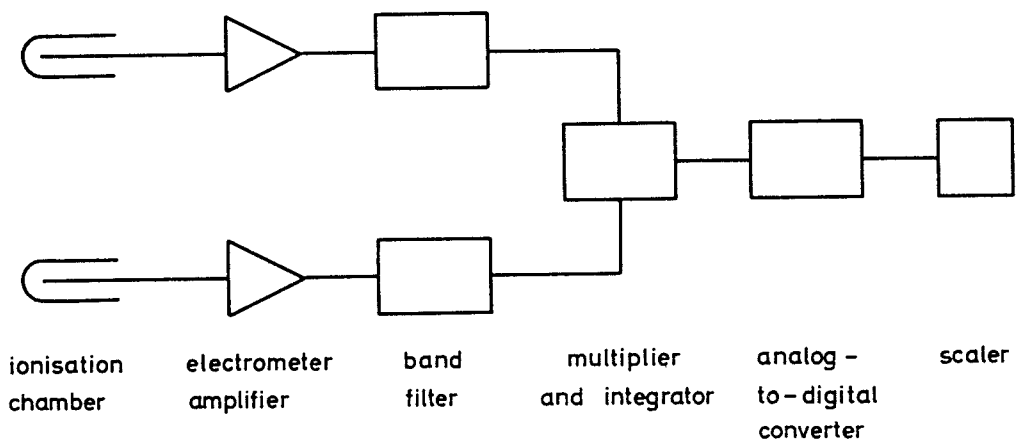 ionisation chamber
electrometer amplifier
band filter
multiplier and integrator
analog - to - digital converter
scaler